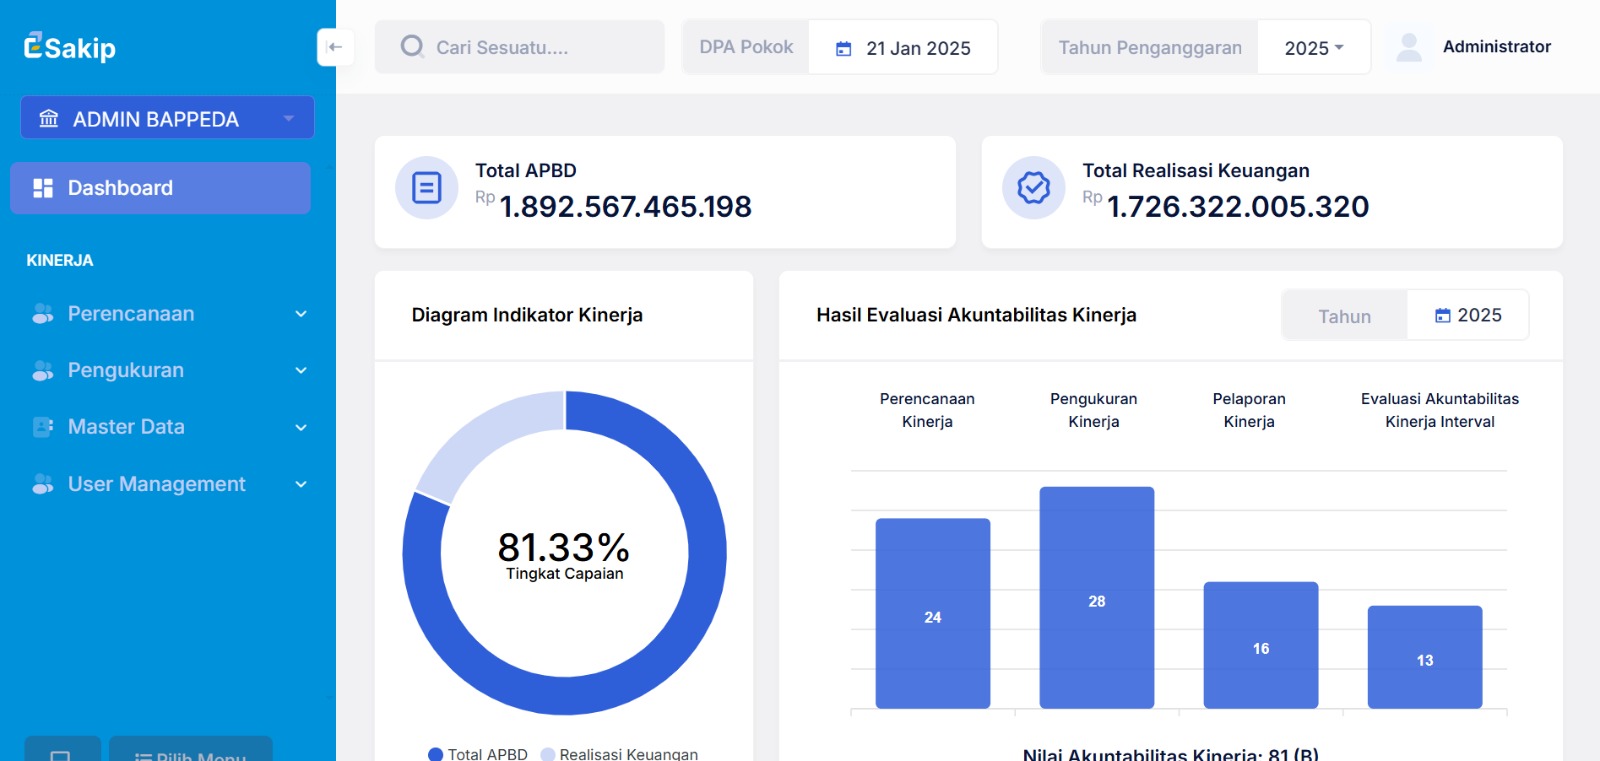 Sakip
ADMIN BAPPEDA
Dashboard
KINERJA
Perencanaan
Pengukuran
Master Data
User Management
Pilih Menu
Cari Sesuatu....
DPA Pokok
21 Jan 2025
Tahun Penganggaran
2025
Administrator
Total APBD
Rp 1.892.567.465.198
Total Realisasi Keuangan
Rp 1.726.322.005.320
Diagram Indikator Kinerja
81.33%
Tingkat Capaian
Total APBD
Realisasi Keuangan
Hasil Evaluasi Akuntabilitas Kinerja
Tahun
2025
Perencanaan
Kinerja
Pengukuran
Kinerja
Pelaporan
Kinerja
Evaluasi Akuntabilitas
Kinerja Interval
24
28
16
13
Nilai Akuntabilitas Kinerja: 81 (B)